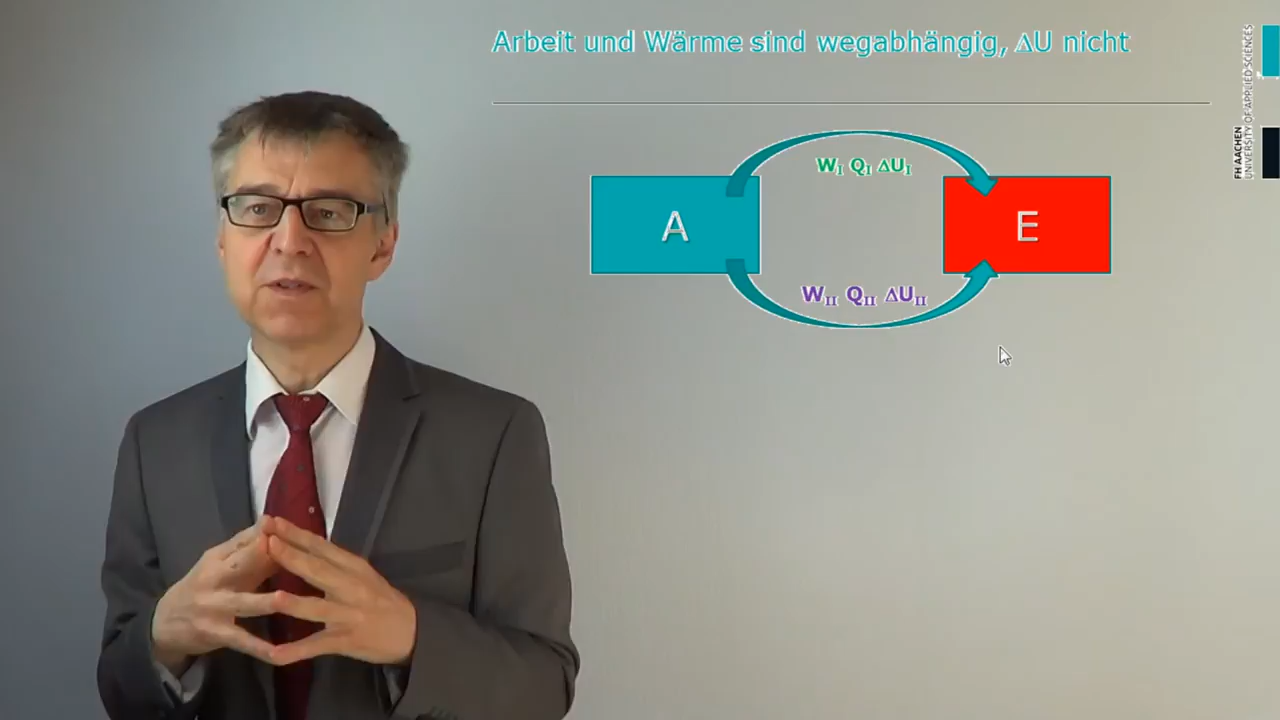 Arbeit und Wärme sind wegabhängig, ΔU nicht
W_I Q_I ΔU_I
A
E
W_II Q_II ΔU_II
FH AACHEN
UNIVERSITY OF APPLIED SCIENCES